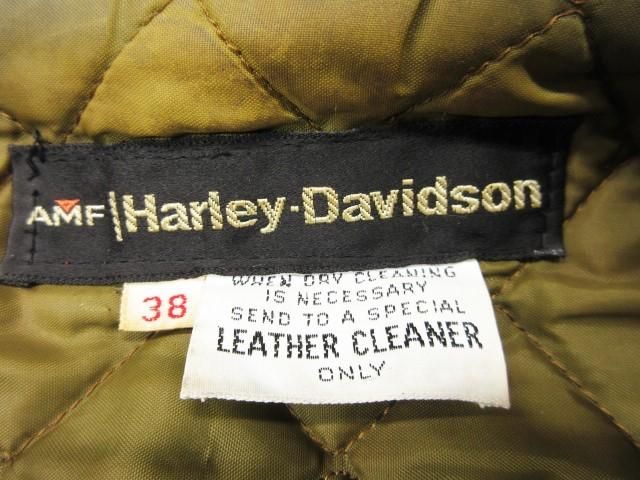 AMF | Harley-Davidson
38
WHEN DRY CLEANING
IS NECESSARY
SEND TO A SPECIAL
LEATHER CLEANER
ONLY